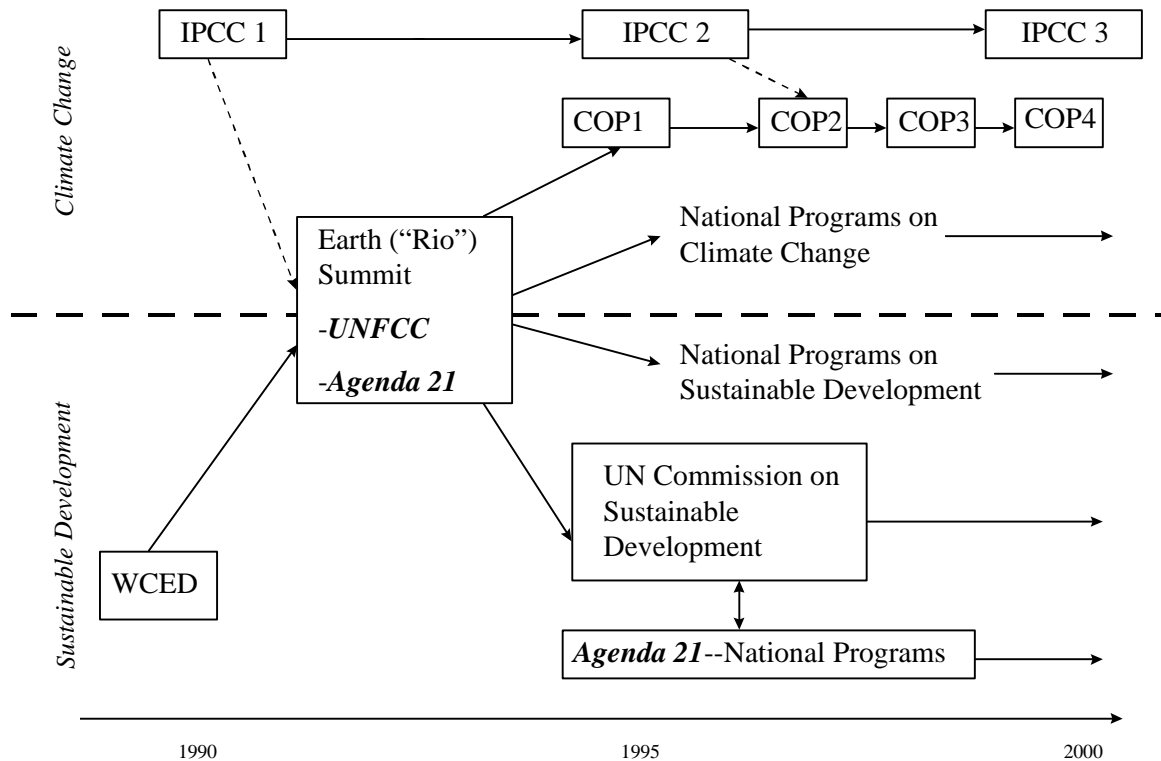 Climate Change
IPCC 1
IPCC 2
IPCC 3
COP1
COP2
COP3
COP4
Earth (“Rio”)
Summit
-UNFCC
-Agenda 21
National Programs on
Climate Change
National Programs on
Sustainable Development
Sustainable Development
WCED
UN Commission on
Sustainable
Development
Agenda 21--National Programs
1990
1995
2000